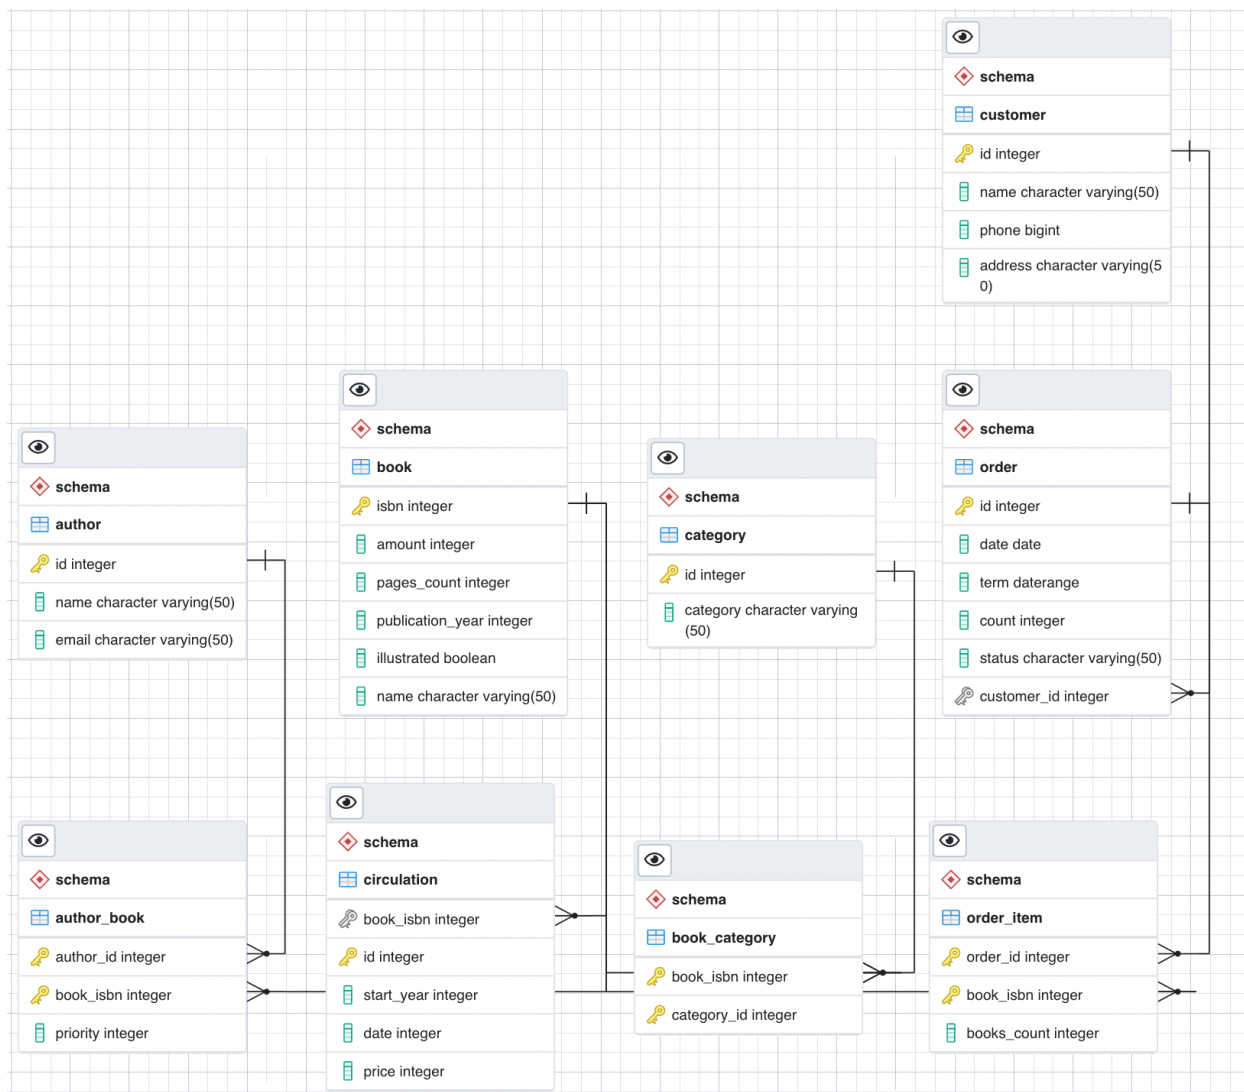 schema
customer
id integer
name character varying(50)
phone bigint
address character varying(5
0)
schema
book
isbn integer
amount integer
pages_count integer
publication_year integer
illustrated boolean
name character varying(50)
schema
order
id integer
date date
term daterange
count integer
status character varying(50)
customer_id integer
schema
author
id integer
name character varying(50)
email character varying(50)
schema
category
id integer
category character varying
(50)
schema
author_book
author_id integer
book_isbn integer
priority integer
schema
circulation
book_isbn integer
id integer
start_year integer
date integer
price integer
schema
book_category
book_isbn integer
category_id integer
schema
order_item
order_id integer
book_isbn integer
books_count integer